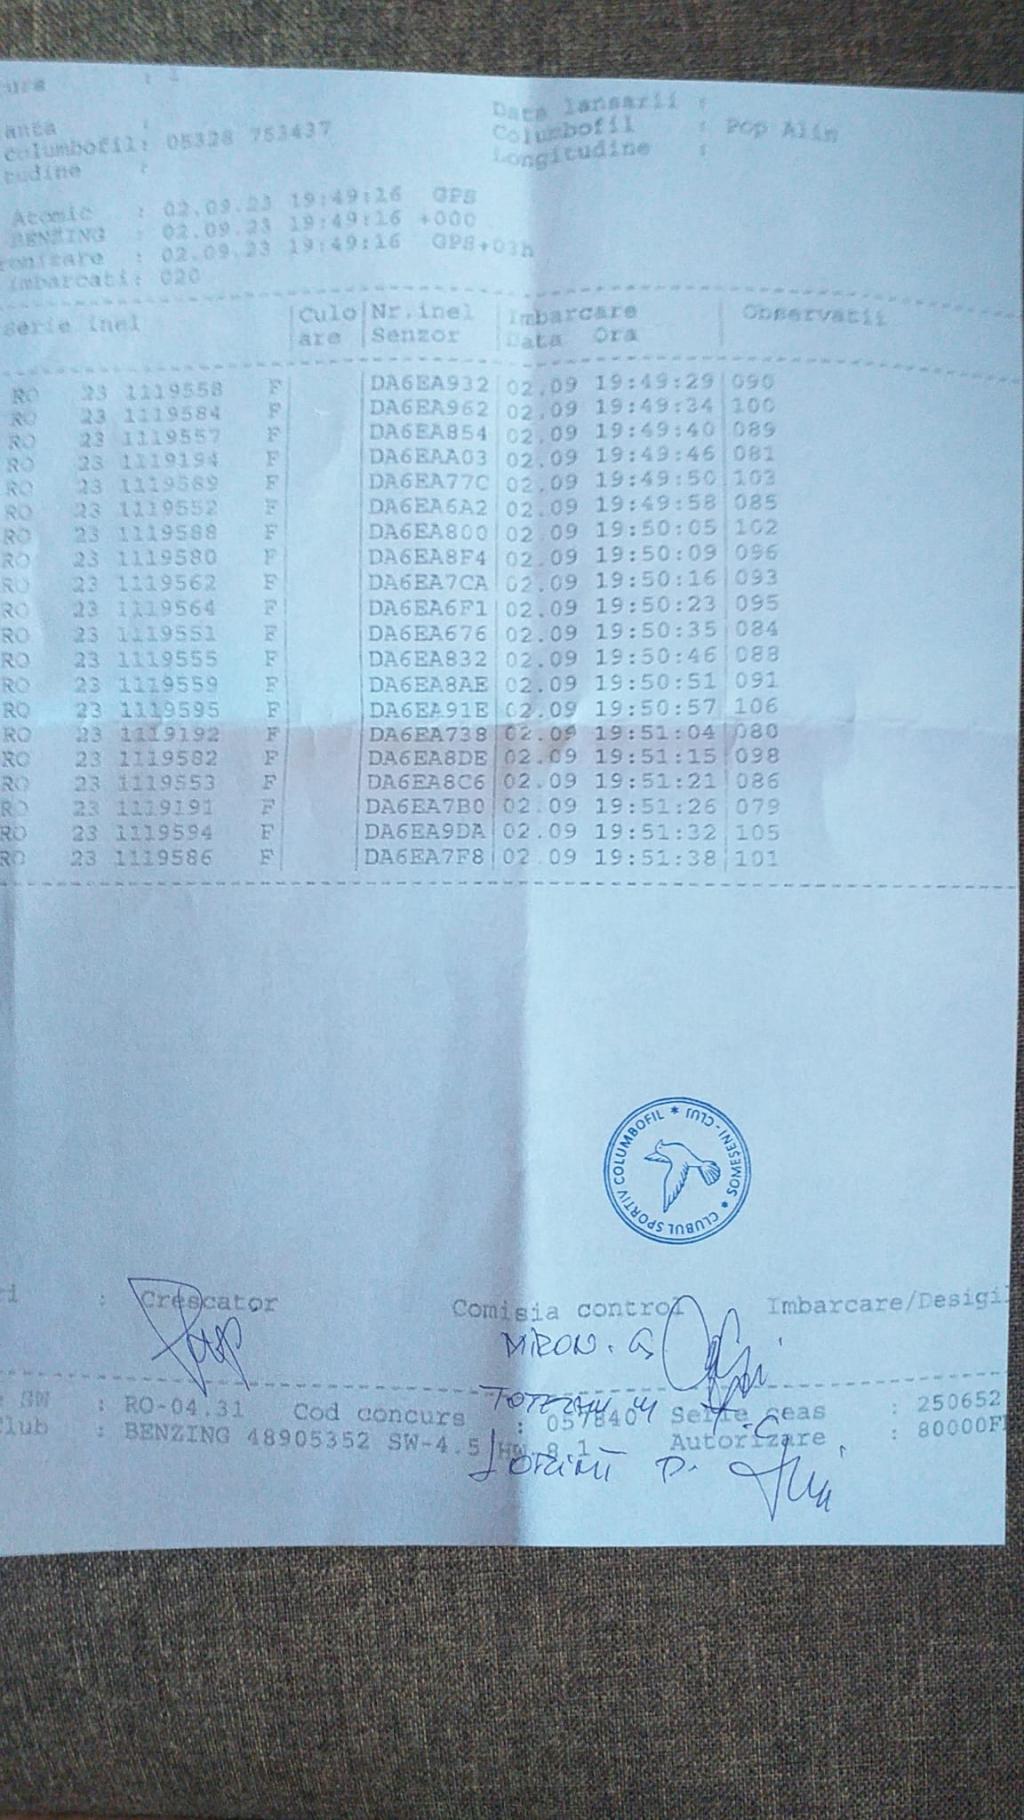 ursa : 1
anta : Data lansarii :
columbofil: 05328 753437 Columbofil : Pop Alin
tudine : Longitudine :
Atomic : 02.09.23 19:49:16 GPS
BENZING : 02.09.23 19:49:16 +000
ronizare : 02.09.23 19:49:16 GPS+03h
imbarcati: 020
Serie inel Culo Nr.inel Imbarcare Observatii
are Senzor Data Ora
RO 23 1119558 F DA6EA932 02.09 19:49:29 090
RO 23 1119584 F DA6EA962 02.09 19:49:34 100
RO 23 1119557 F DA6EA854 02.09 19:49:40 089
RO 23 1119194 F DA6EAA03 02.09 19:49:46 081
RO 23 1119589 F DA6EA77C 02.09 19:49:50 103
RO 23 1119552 F DA6EA6A2 02.09 19:49:58 085
RO 23 1119588 F DA6EA800 02.09 19:50:05 102
RO 23 1119580 F DA6EA8F4 02.09 19:50:09 096
RO 23 1119562 F DA6EA7CA 02.09 19:50:16 093
RO 23 1119564 F DA6EA6F1 02.09 19:50:23 095
RO 23 1119551 F DA6EA676 02.09 19:50:35 084
RO 23 1119555 F DA6EA832 02.09 19:50:46 088
RO 23 1119559 F DA6EA8AE 02.09 19:50:51 091
RO 23 1119595 F DA6EA91E 02.09 19:50:57 106
RO 23 1119192 F DA6EA738 02.09 19:51:04 080
RO 23 1119582 F DA6EA8DE 02.09 19:51:15 098
RO 23 1119553 F DA6EA8C6 02.09 19:51:21 086
RO 23 1119191 F DA6EA7B0 02.09 19:51:26 079
RO 23 1119594 F DA6EA9DA 02.09 19:51:32 105
RO 23 1119586 F DA6EA7F8 02.09 19:51:38 101
* CLUBUL SPORTIV COLUMBOFIL * SOMEȘENI - CLUJ
ri : Crescator Comisia control Imbarcare/Desigil
MIRON. G
SW : RO-04.31 Cod concurs : 057840 Serie ceas : 250652
Club : BENZING 48905352 SW-4.5/HW 8.1 Autorizare : 80000F